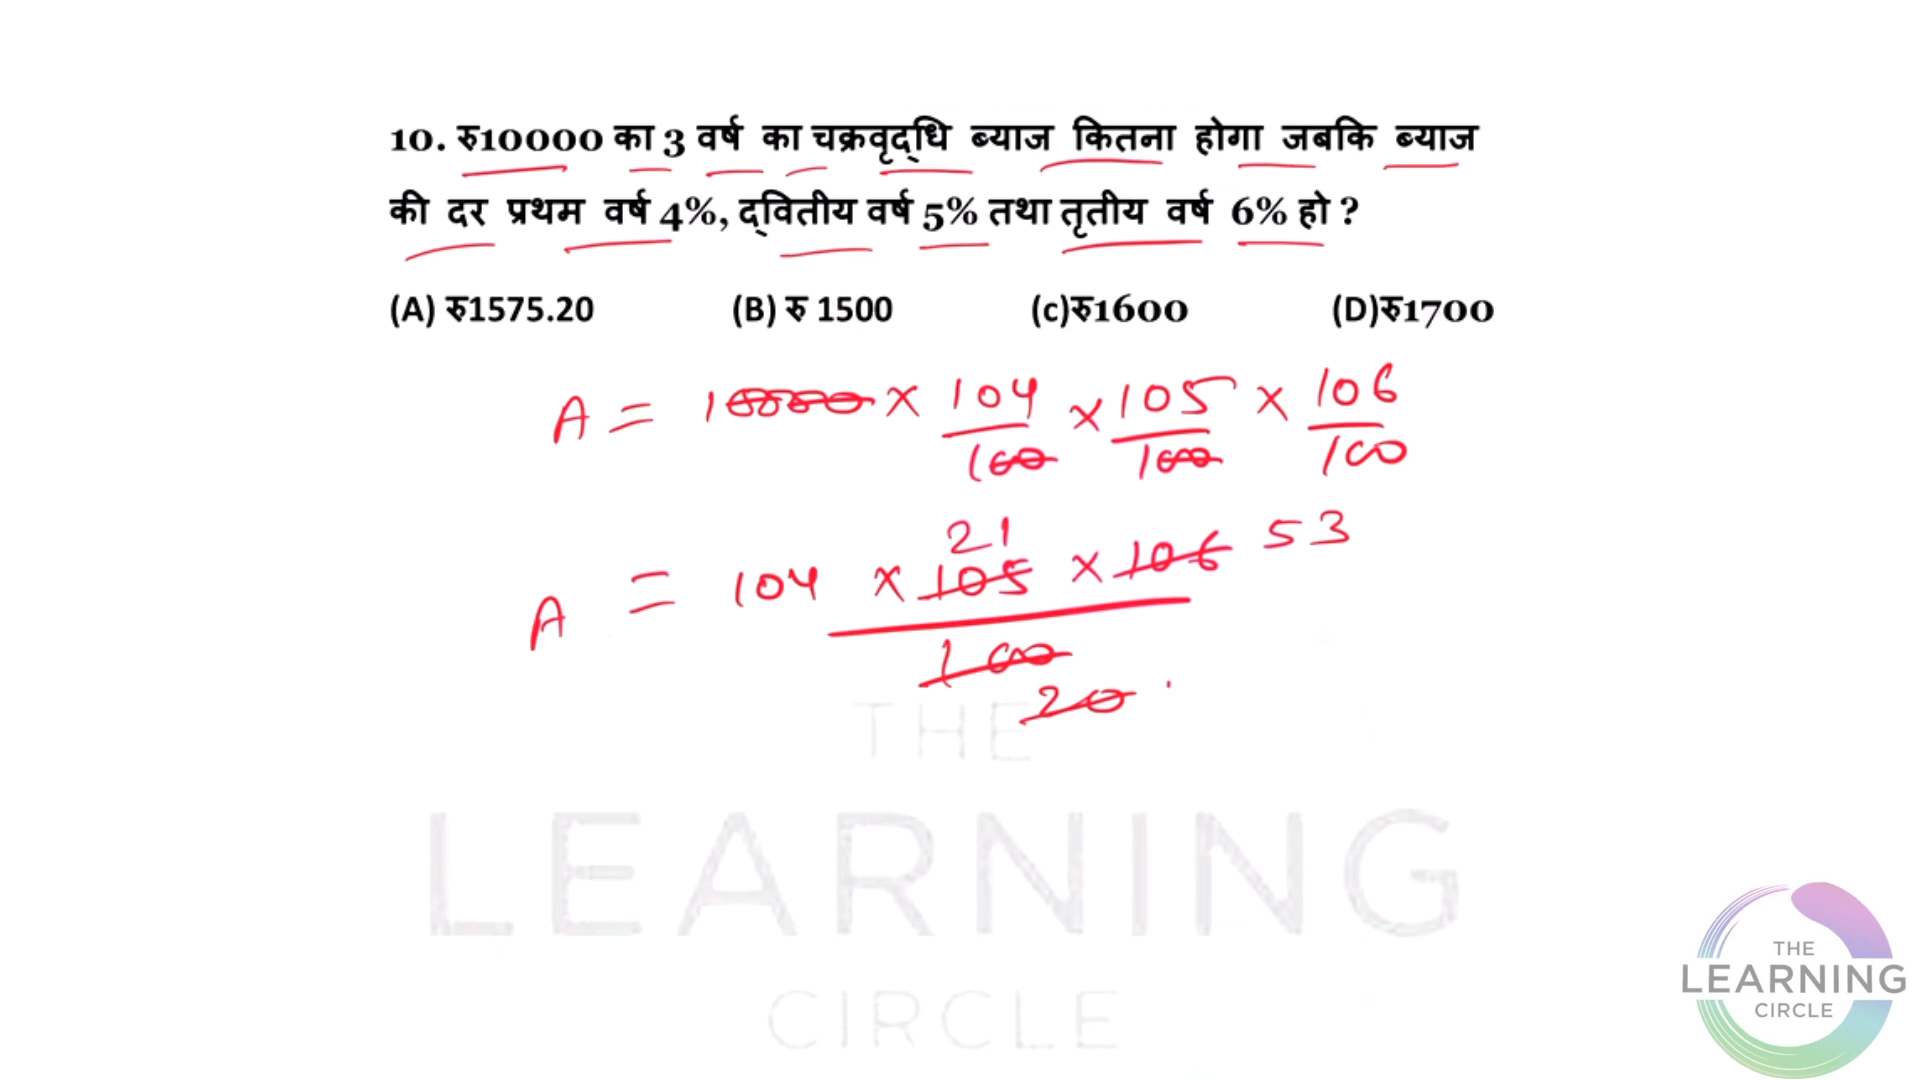 10. रु10000 का 3 वर्ष का चक्रवृद्धि ब्याज कितना होगा जबकि ब्याज
की दर प्रथम वर्ष 4%, द्वितीय वर्ष 5% तथा तृतीय वर्ष 6% हो ?
(A) रु1575.20 (B) रु 1500 (c)रु1600 (D)रु1700
A = 10000 × 104/100 × 105/100 × 106/100
21 53
A = 104 × 105 × 106
100
20
THE
LEARNING
CIRCLE
THE
LEARNING
CIRCLE